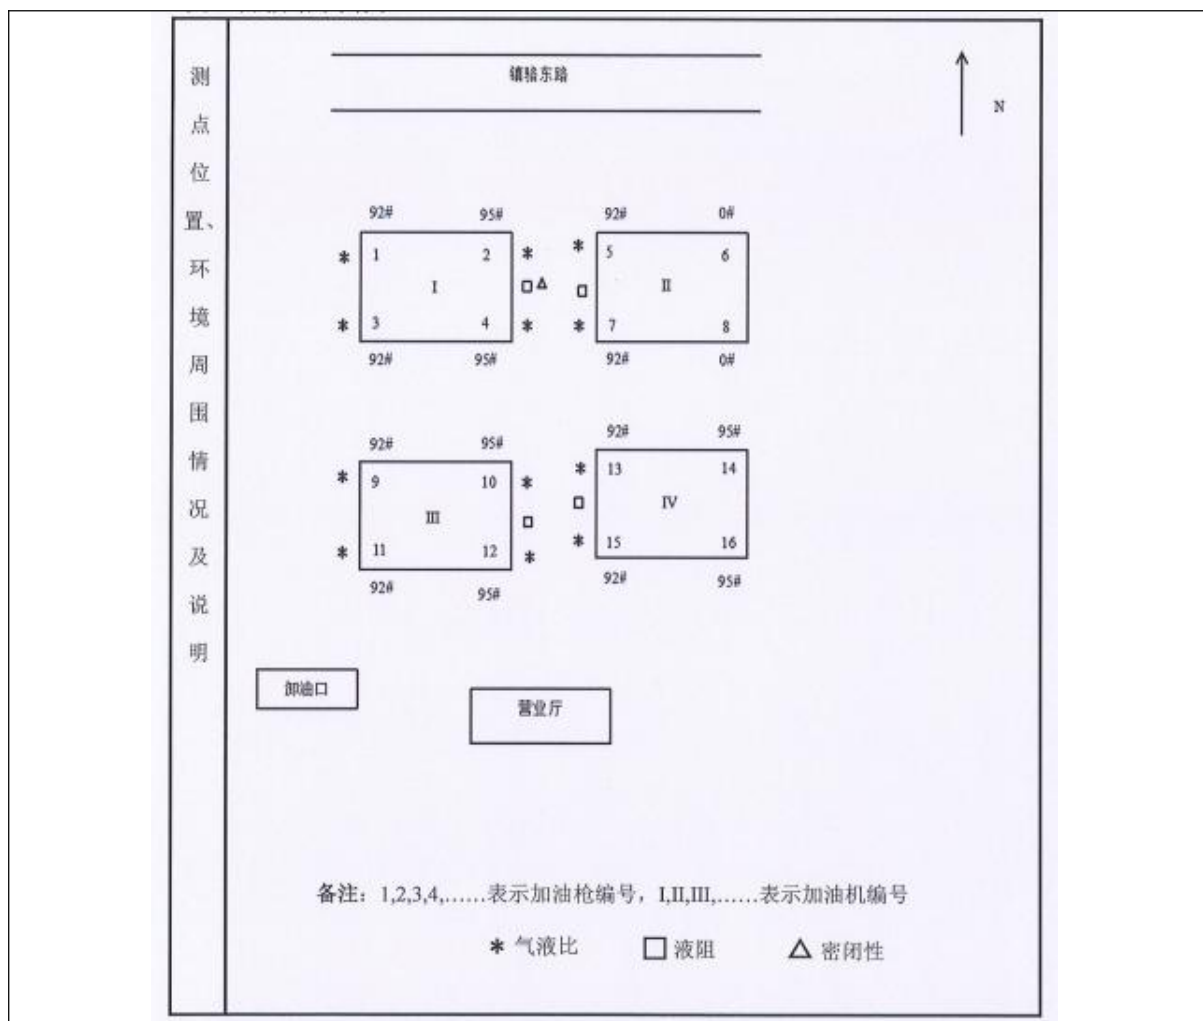 测点位置、环境周围情况及说明
镇骆东路
N
92# 95# 92# 0#
1 2 5 6
I II
3 4 7 8
92# 95# 92# 0#
92# 95# 92# 95#
9 10 13 14
III IV
11 12 15 16
92# 95# 92# 95#
卸油口
营业厅
备注：1,2,3,4,……表示加油枪编号，I,II,III,……表示加油机编号
* 气液比 □ 液阻 △ 密闭性